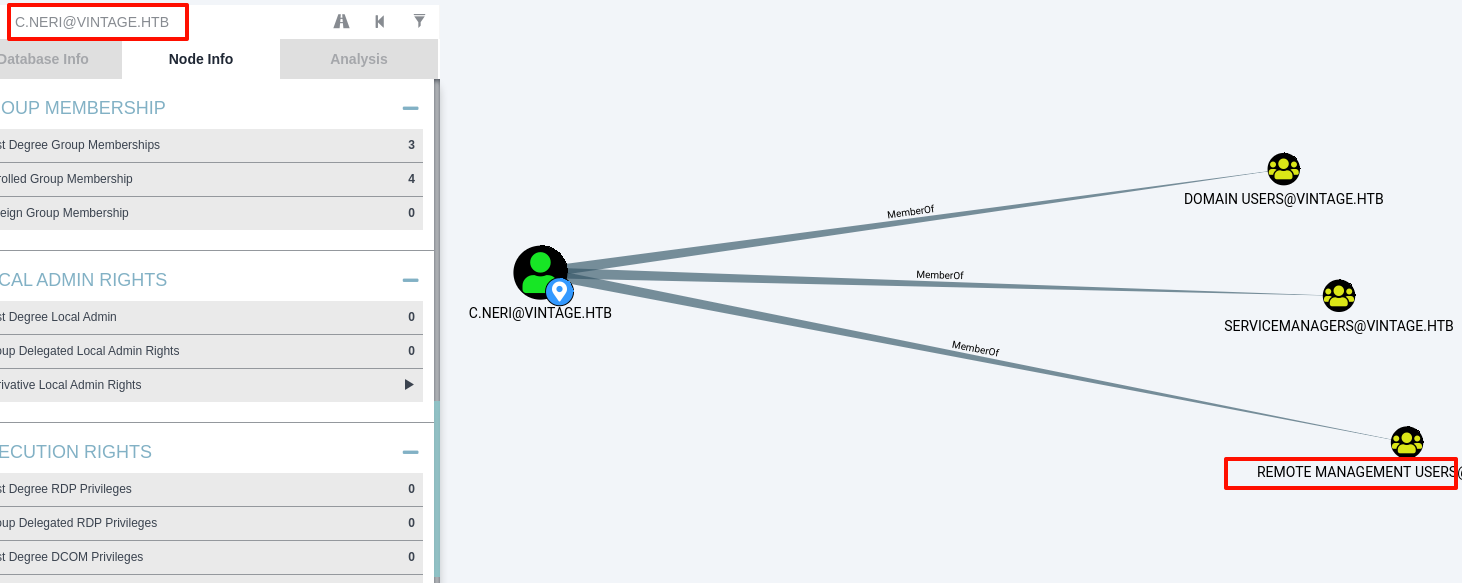 C.NERI@VINTAGE.HTB
Database Info
Node Info
Analysis
OUP MEMBERSHIP
st Degree Group Memberships
3
rolled Group Membership
4
eign Group Membership
0
CAL ADMIN RIGHTS
st Degree Local Admin
0
oup Delegated Local Admin Rights
0
rivative Local Admin Rights
ECUTION RIGHTS
st Degree RDP Privileges
0
oup Delegated RDP Privileges
0
st Degree DCOM Privileges
0
MemberOf
DOMAIN USERS@VINTAGE.HTB
MemberOf
C.NERI@VINTAGE.HTB
SERVICEMANAGERS@VINTAGE.HTB
MemberOf
REMOTE MANAGEMENT USERS@